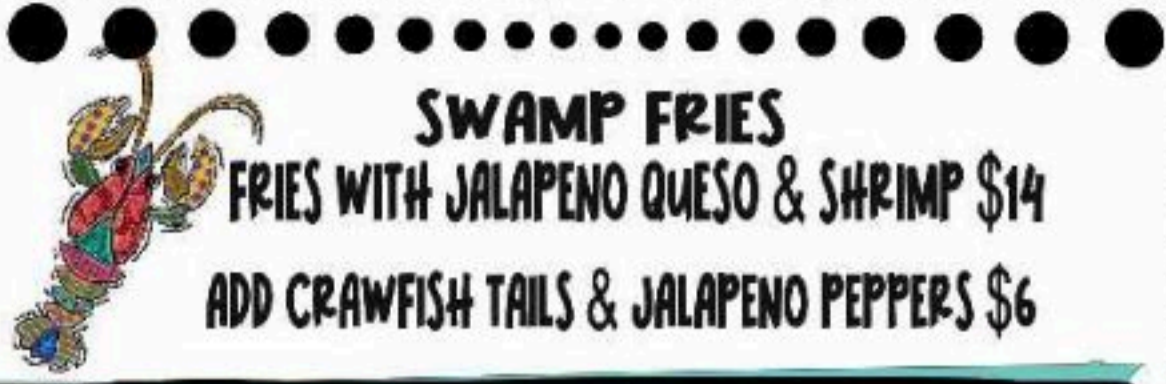 SWAMP FRIES
FRIES WITH JALAPENO QUESO & SHRIMP $14
ADD CRAWFISH TAILS & JALAPENO PEPPERS $6